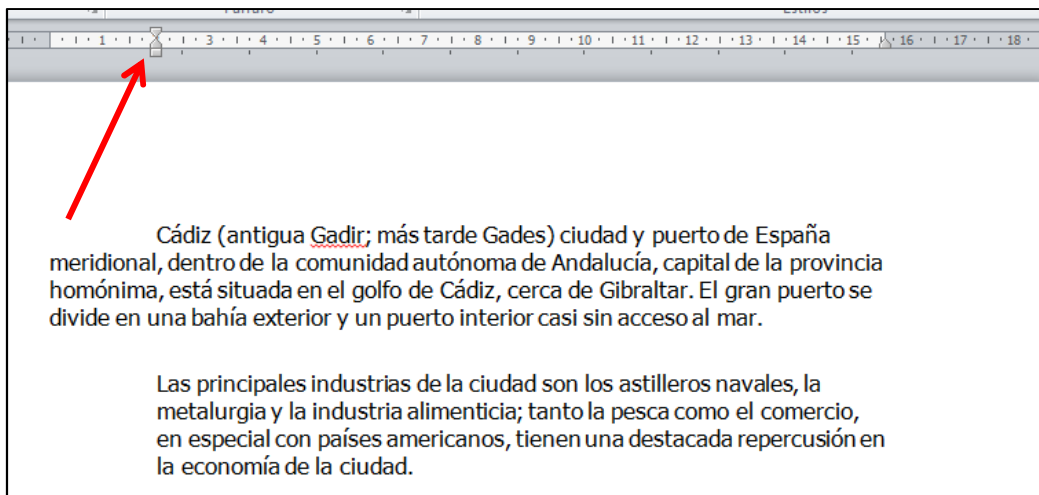 1 3 4 5 6 7 8 9 10 11 12 13 14 15 16 17 18
Cádiz (antigua Gadir; más tarde Gades) ciudad y puerto de España
meridional, dentro de la comunidad autónoma de Andalucía, capital de la provincia
homónima, está situada en el golfo de Cádiz, cerca de Gibraltar. El gran puerto se
divide en una bahía exterior y un puerto interior casi sin acceso al mar.
Las principales industrias de la ciudad son los astilleros navales, la
metalurgia y la industria alimenticia; tanto la pesca como el comercio,
en especial con países americanos, tienen una destacada repercusión en
la economía de la ciudad.